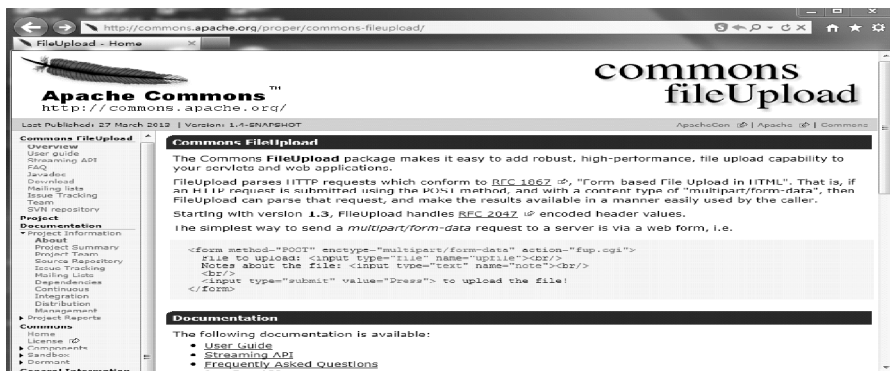 http://commons.apache.org/proper/commons-fileupload/
FileUpload - Home
Apache Commons™
http://commons.apache.org/
commons
fileUpload
Last Published: 27 March 2013 | Version: 1.4-SNAPSHOT
ApacheCon | Apache | Commons
Commons FileUpload
Overview
User guide
Streaming API
FAQ
Javadoc
Download
Mailing lists
Issue Tracking
Team
SVN repository
Project
Documentation
Project Information
About
Project Summary
Project Team
Source Repository
Issue Tracking
Mailing Lists
Dependencies
Continuous
Integration
Distribution
Management
Project Reports
Commons
Home
License
Components
Sandbox
Dormant
General Information
Commons FileUpload
The Commons FileUpload package makes it easy to add robust, high-performance, file upload capability to
your servlets and web applications.
FileUpload parses HTTP requests which conform to RFC 1867, "Form based File Upload in HTML". That is, if
an HTTP request is submitted using the POST method, and with a content type of "multipart/form-data", then
FileUpload can parse that request, and make the results available in a manner easily used by the caller.
Starting with version 1.3, FileUpload handles RFC 2047 encoded header values.
The simplest way to send a multipart/form-data request to a server is via a web form, i.e.
<form method="POST" enctype="multipart/form-data" action="fup.cgi">
File to upload: <input type="file" name="upfile"><br/>
Notes about the file: <input type="text" name="note"><br/>
<br/>
<input type="submit" value="Press"> to upload the file!
</form>
Documentation
The following documentation is available:
User Guide
Streaming API
Frequently Asked Questions